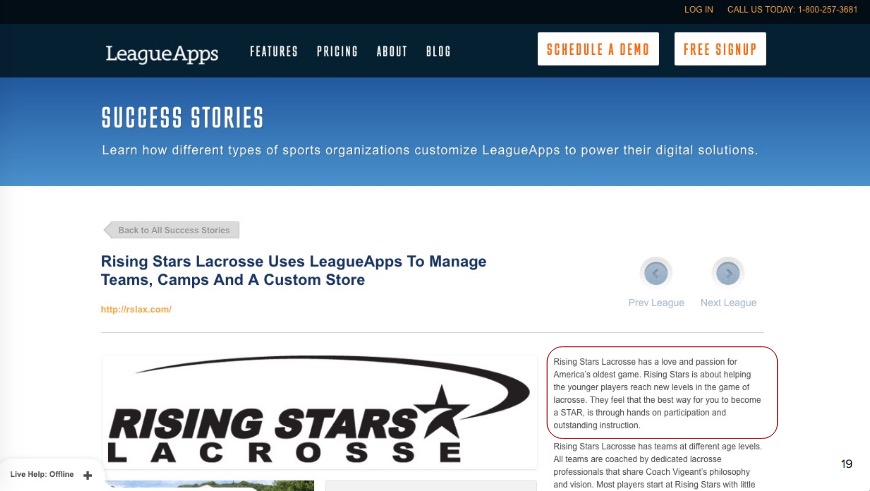 LOG IN CALL US TODAY: 1-800-257-3681
LeagueApps FEATURES PRICING ABOUT BLOG SCHEDULE A DEMO FREE SIGNUP
SUCCESS STORIES
Learn how different types of sports organizations customize LeagueApps to power their digital solutions.
Back to All Success Stories
Rising Stars Lacrosse Uses LeagueApps To Manage
Teams, Camps And A Custom Store
http://rslax.com/
Prev League Next League
RISING STARS
LACROSSE
Rising Stars Lacrosse has a love and passion for
America's oldest game. Rising Stars is about helping
the younger players reach new levels in the game of
lacrosse. They feel that the best way for you to become
a STAR, is through hands on participation and
outstanding instruction.
Rising Stars Lacrosse has teams at different age levels.
All teams are coached by dedicated lacrosse
professionals that share Coach Vigeant's philosophy
and vision. Most players start at Rising Stars with little
Live Help: Offline +
19